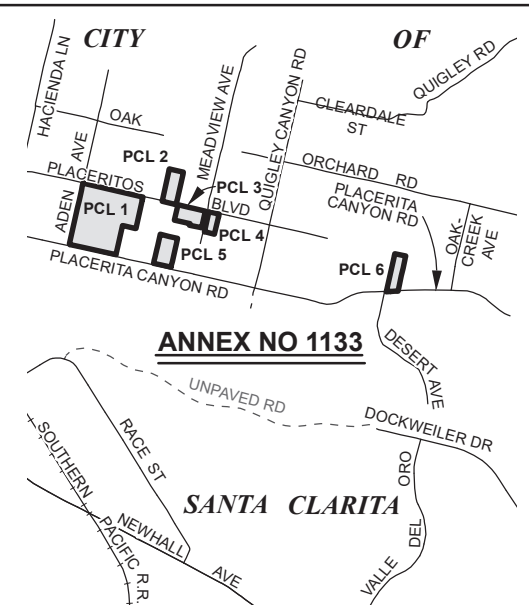 CITY OF
HACIENDA LN
QUIGLEY RD
MEADVIEW AVE
QUIGLEY CANYON RD
CLEARDALE ST
OAK
AVE
PCL 2
ORCHARD RD
PLACERITOS BLVD
PCL 3
PLACERITA CANYON RD
ADEN
PCL 1
PCL 4
OAK-CREEK AVE
PCL 5
PCL 6
PLACERITA CANYON RD
ANNEX NO 1133
DESERT AVE
UNPAVED RD
DOCKWEILER DR
RACE ST
SOUTHERN PACIFIC R.R.
SANTA CLARITA
NEWHALL AVE
VALLE DEL ORO